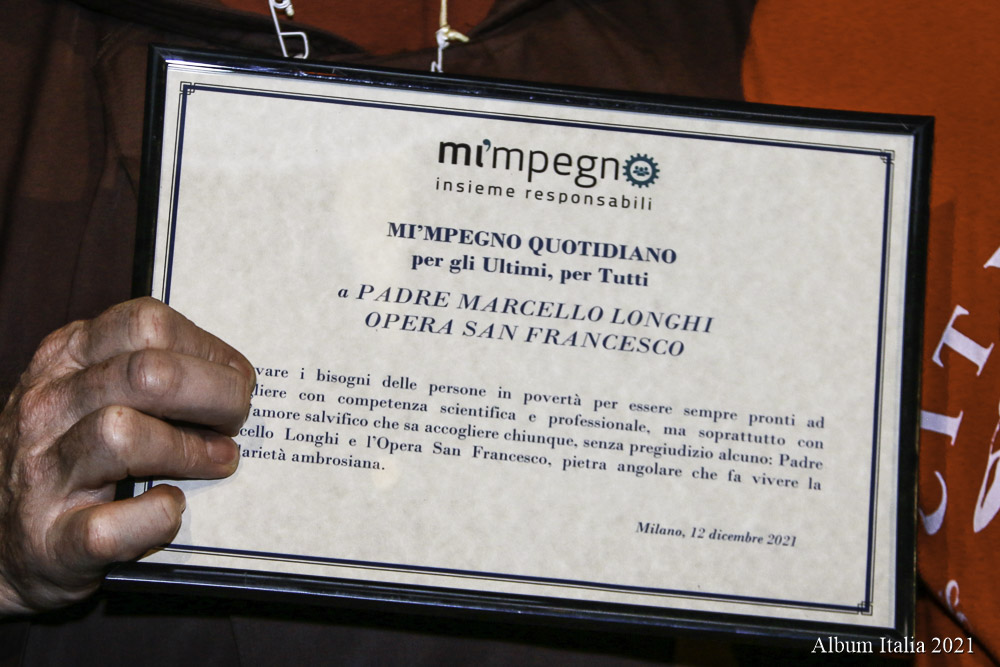 mi'mpegno
insieme responsabili
MI'MPEGNO QUOTIDIANO
per gli Ultimi, per Tutti
a PADRE MARCELLO LONGHI
OPERA SAN FRANCESCO
i bisogni delle persone in povertà per essere sempre pronti ad
con competenza scientifica e professionale, ma soprattutto con
amore salvifico che sa accogliere chiunque, senza pregiudizio alcuno: Padre
Longhi e l'Opera San Francesco, pietra angolare che fa vivere la
ambrosiana.
Milano, 12 dicembre 2021
CIT
Album Italia 2021